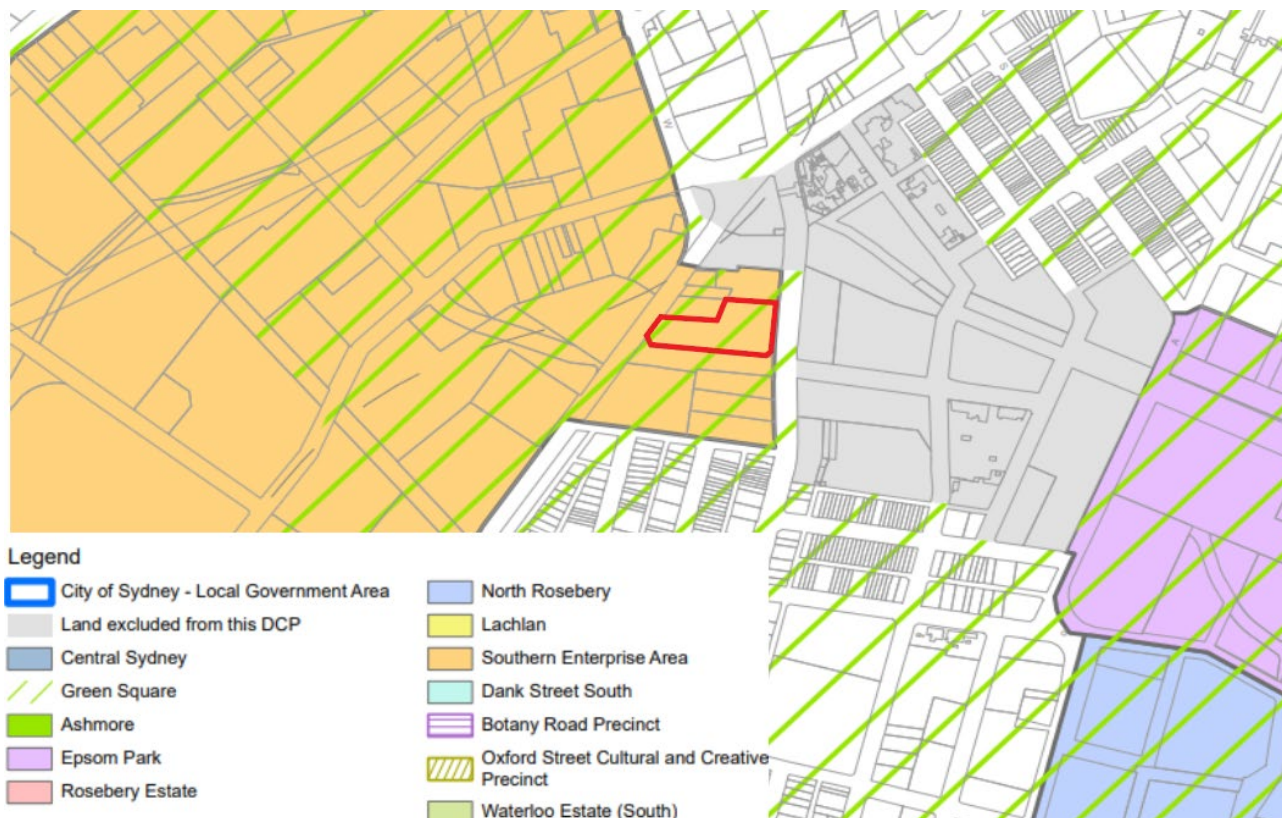 W
S
A
Legend
City of Sydney - Local Government Area
Land excluded from this DCP
Central Sydney
Green Square
Ashmore
Epsom Park
Rosebery Estate
North Rosebery
Lachlan
Southern Enterprise Area
Dank Street South
Botany Road Precinct
Oxford Street Cultural and Creative
Precinct
Waterloo Estate (South)